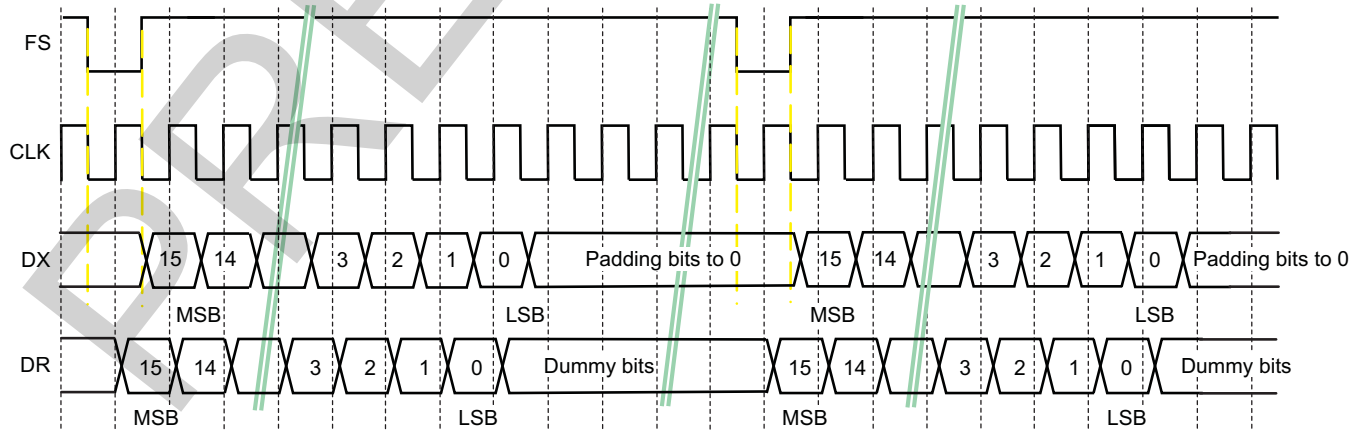 FS
CLK
DX 15 14 3 2 1 0 Padding bits to 0 15 14 3 2 1 0 Padding bits to 0
MSB LSB MSB LSB
DR 15 14 3 2 1 0 Dummy bits 15 14 3 2 1 0 Dummy bits
MSB LSB MSB LSB
PRE